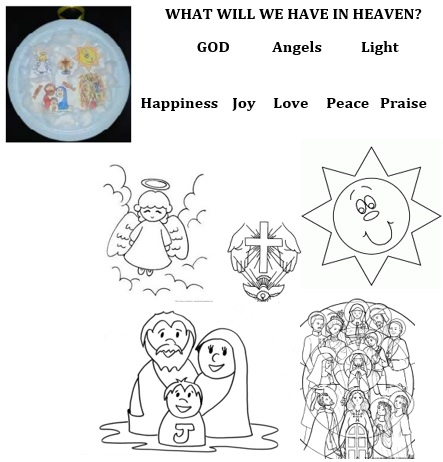 WHAT WILL WE HAVE IN HEAVEN?
GOD Angels Light
Happiness Joy Love Peace Praise
J